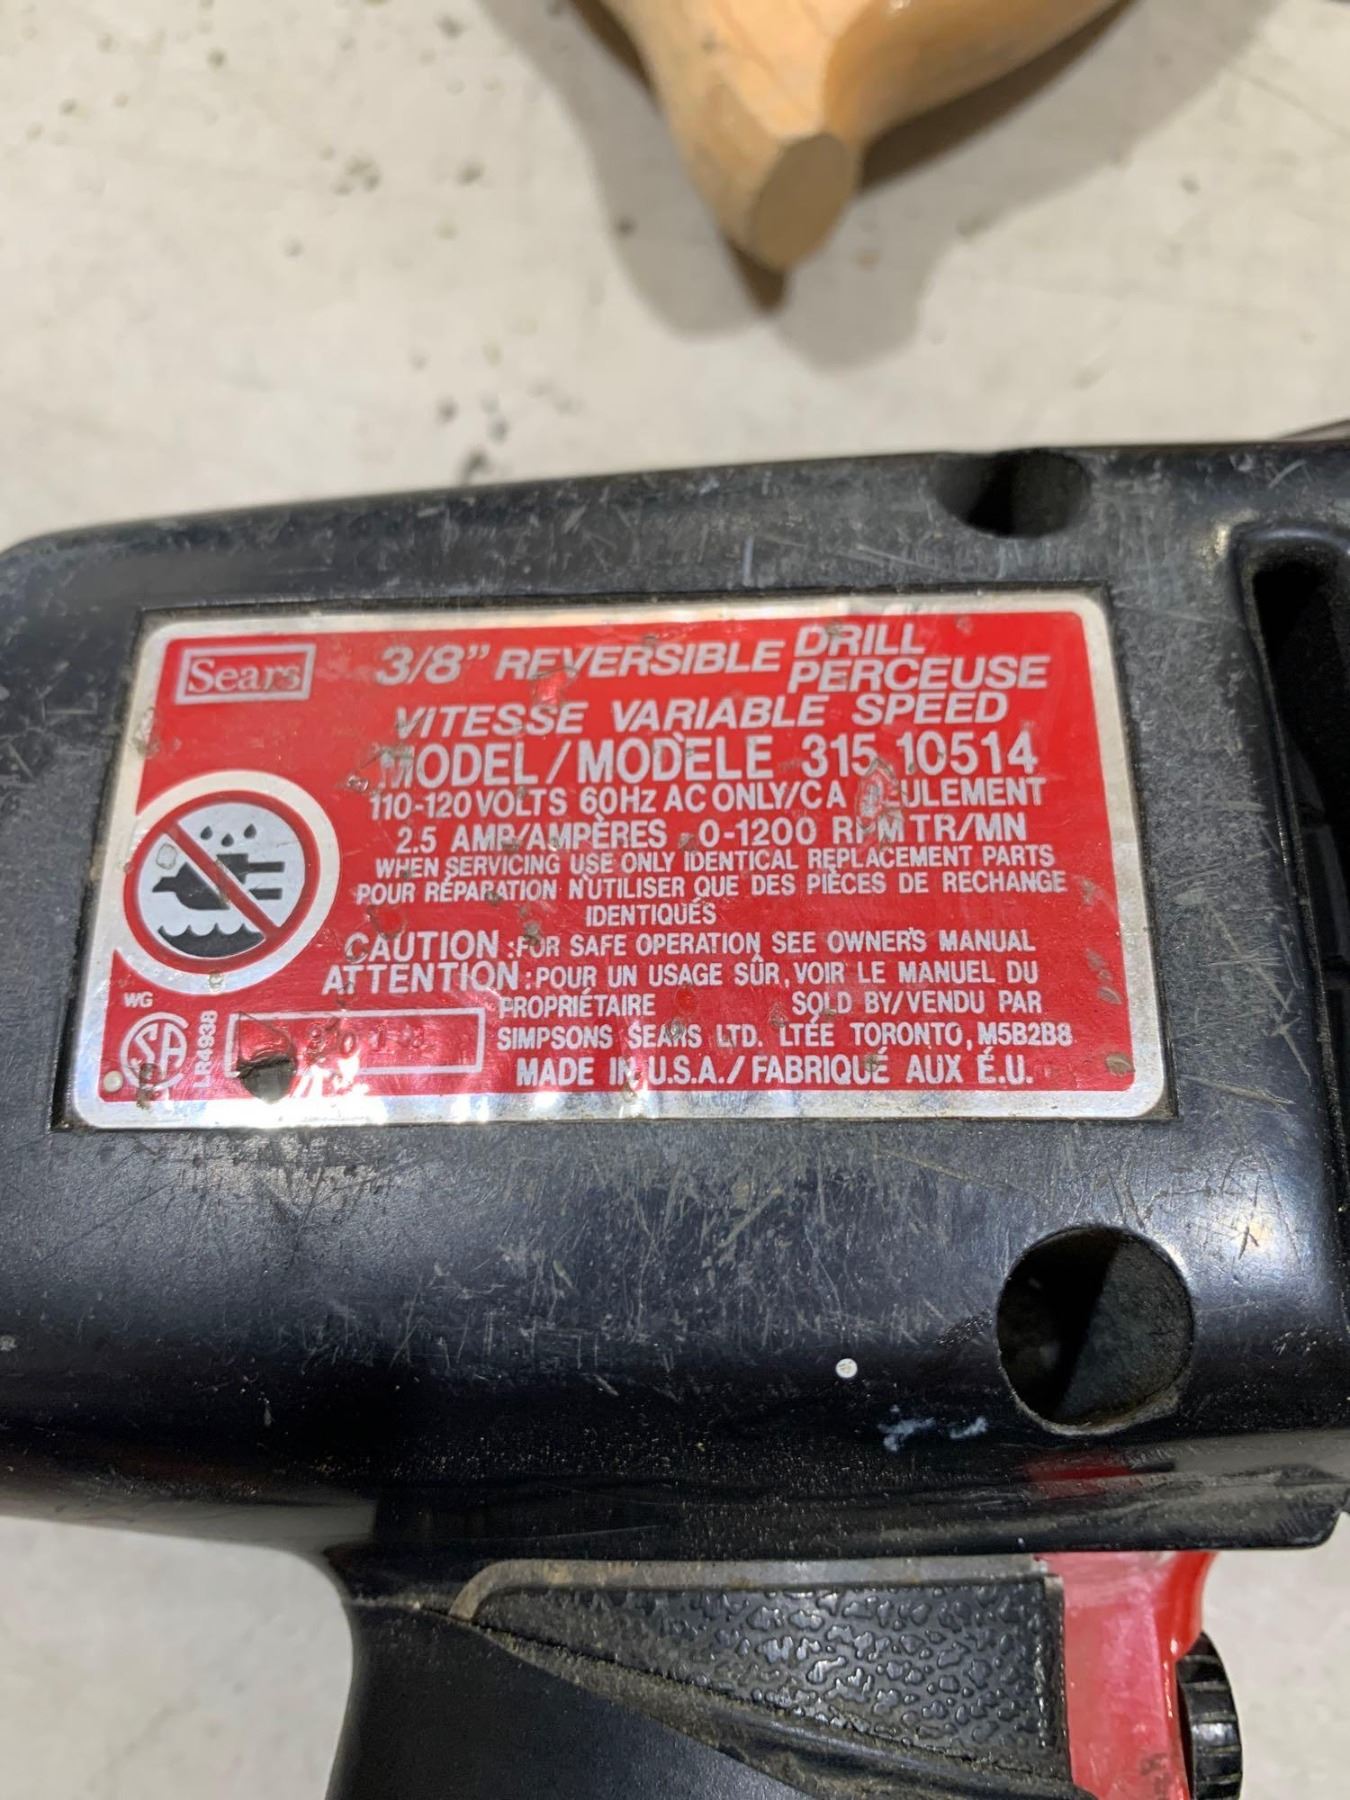 Sears
3/8" REVERSIBLE DRILL
PERCEUSE
VITESSE VARIABLE SPEED
MODEL/MODÈLE 315 10514
110-120 VOLTS 60Hz AC ONLY/CA
2.5 AMP/AMPÈRES 0-1200 RPM TR/MN
WHEN SERVICING USE ONLY IDENTICAL REPLACEMENT PARTS
POUR RÉPARATION N'UTILISER QUE DES PIÈCES DE RECHANGE
IDENTIQUES
CAUTION :FOR SAFE OPERATION SEE OWNER'S MANUAL
ATTENTION :POUR UN USAGE SÛR, VOIR LE MANUEL DU
PROPRIÉTAIRE SOLD BY/VENDU PAR
SIMPSONS SEARS LTD. LTÉE TORONTO, M5B2B8
MADE IN U.S.A./FABRIQUÉ AUX É.U.
WG
SA
LR4938